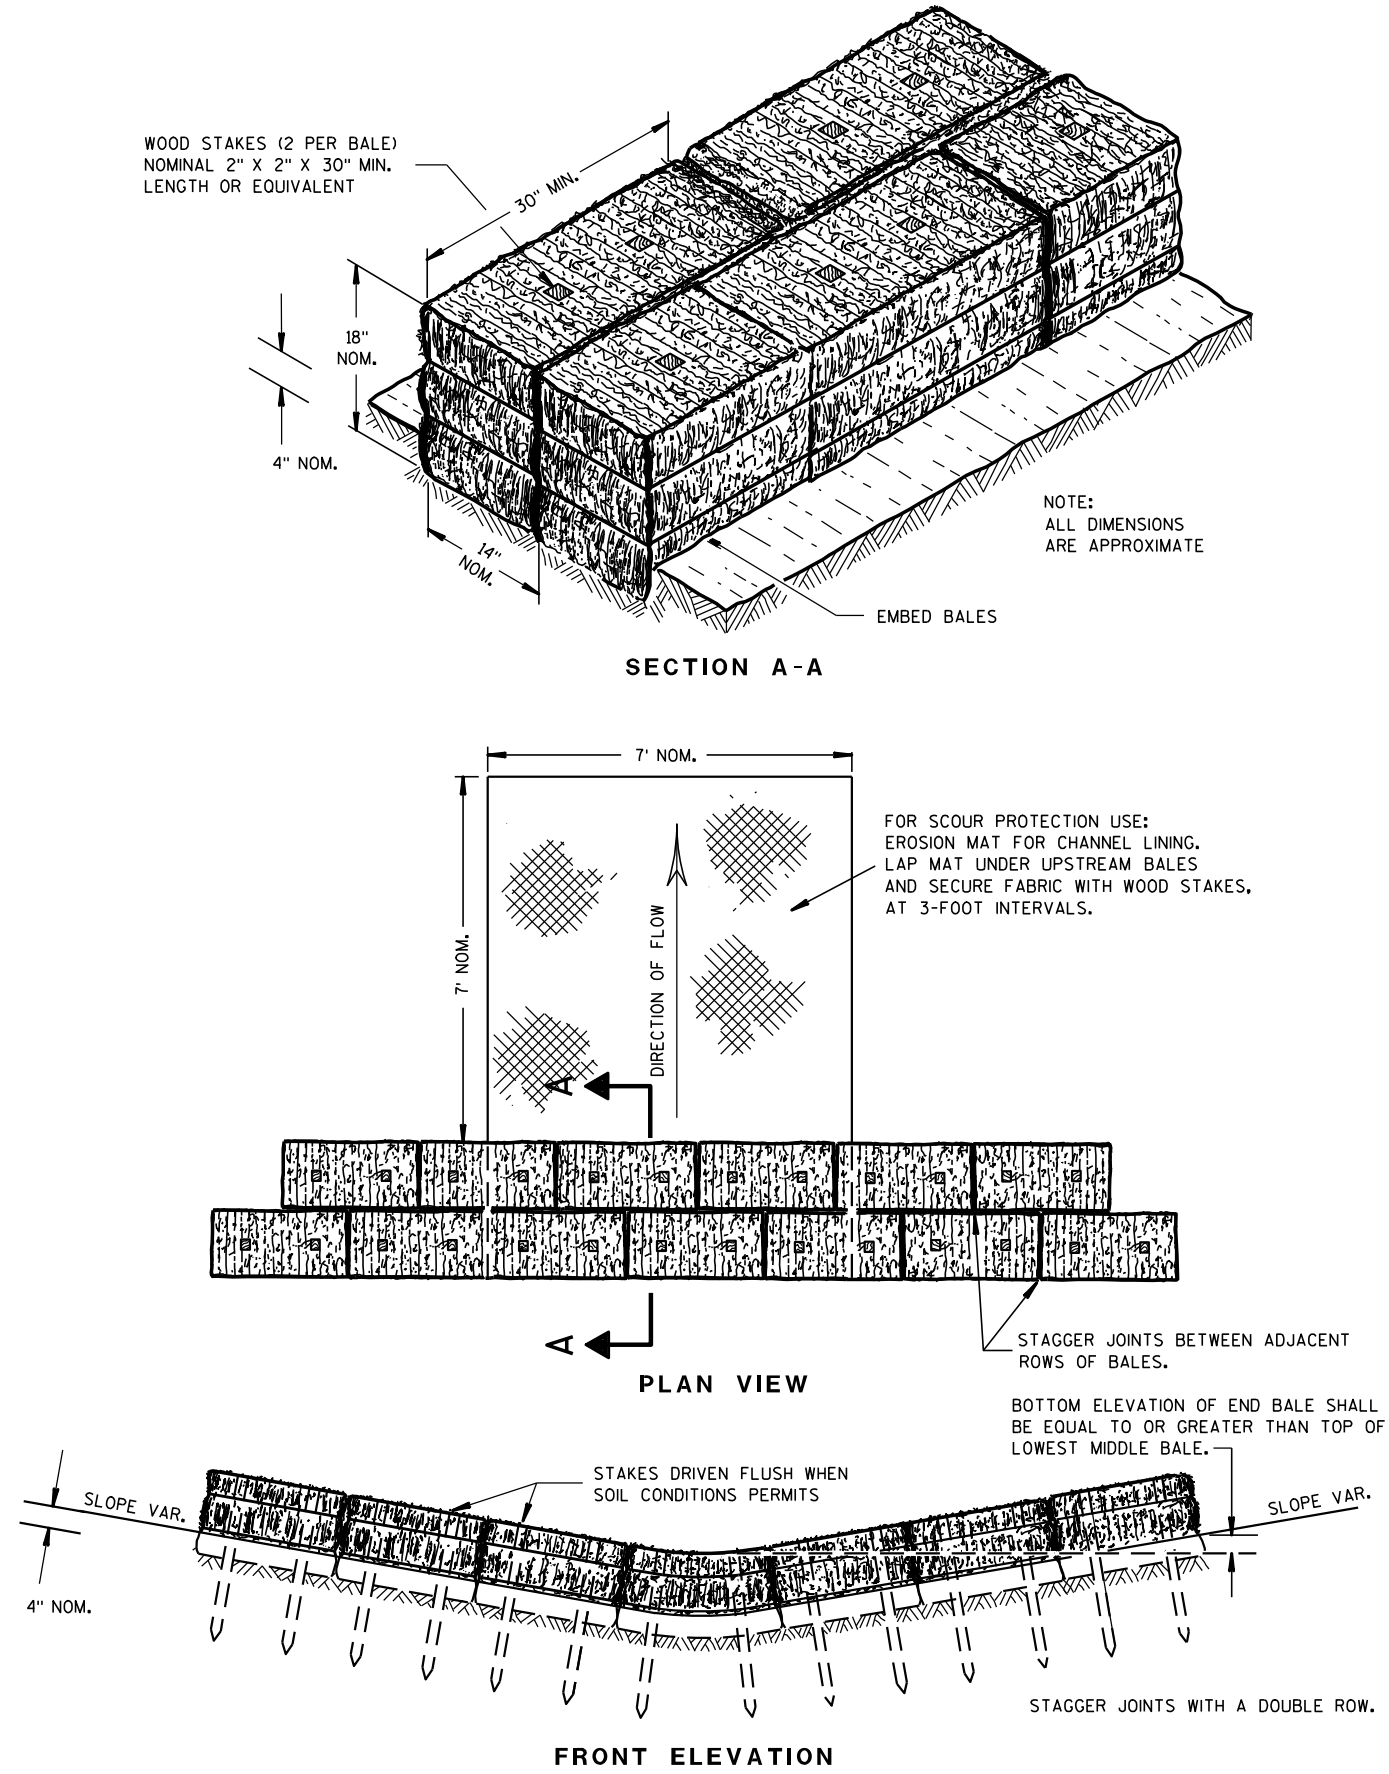 WOOD STAKES (2 PER BALE)
NOMINAL 2" X 2" X 30" MIN.
LENGTH OR EQUIVALENT
30" MIN.
18"
NOM.
4" NOM.
14"
NOM.
NOTE:
ALL DIMENSIONS
ARE APPROXIMATE
EMBED BALES
SECTION A-A
7' NOM.
7' NOM.
DIRECTION OF FLOW
FOR SCOUR PROTECTION USE:
EROSION MAT FOR CHANNEL LINING.
LAP MAT UNDER UPSTREAM BALES
AND SECURE FABRIC WITH WOOD STAKES,
AT 3-FOOT INTERVALS.
A
A
STAGGER JOINTS BETWEEN ADJACENT
ROWS OF BALES.
PLAN VIEW
BOTTOM ELEVATION OF END BALE SHALL
BE EQUAL TO OR GREATER THAN TOP OF
LOWEST MIDDLE BALE.
STAKES DRIVEN FLUSH WHEN
SOIL CONDITIONS PERMITS
SLOPE VAR.
SLOPE VAR.
4" NOM.
STAGGER JOINTS WITH A DOUBLE ROW.
FRONT ELEVATION